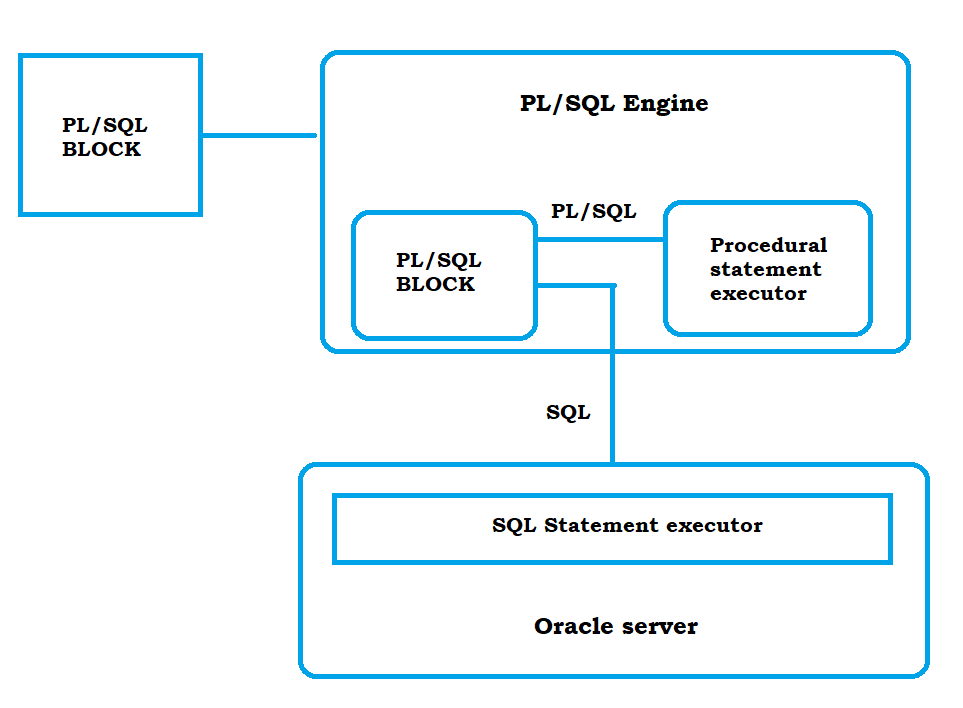 PL/SQL Engine
PL/SQL
BLOCK
PL/SQL
PL/SQL
BLOCK
Procedural
statement
executor
SQL
SQL Statement executor
Oracle server